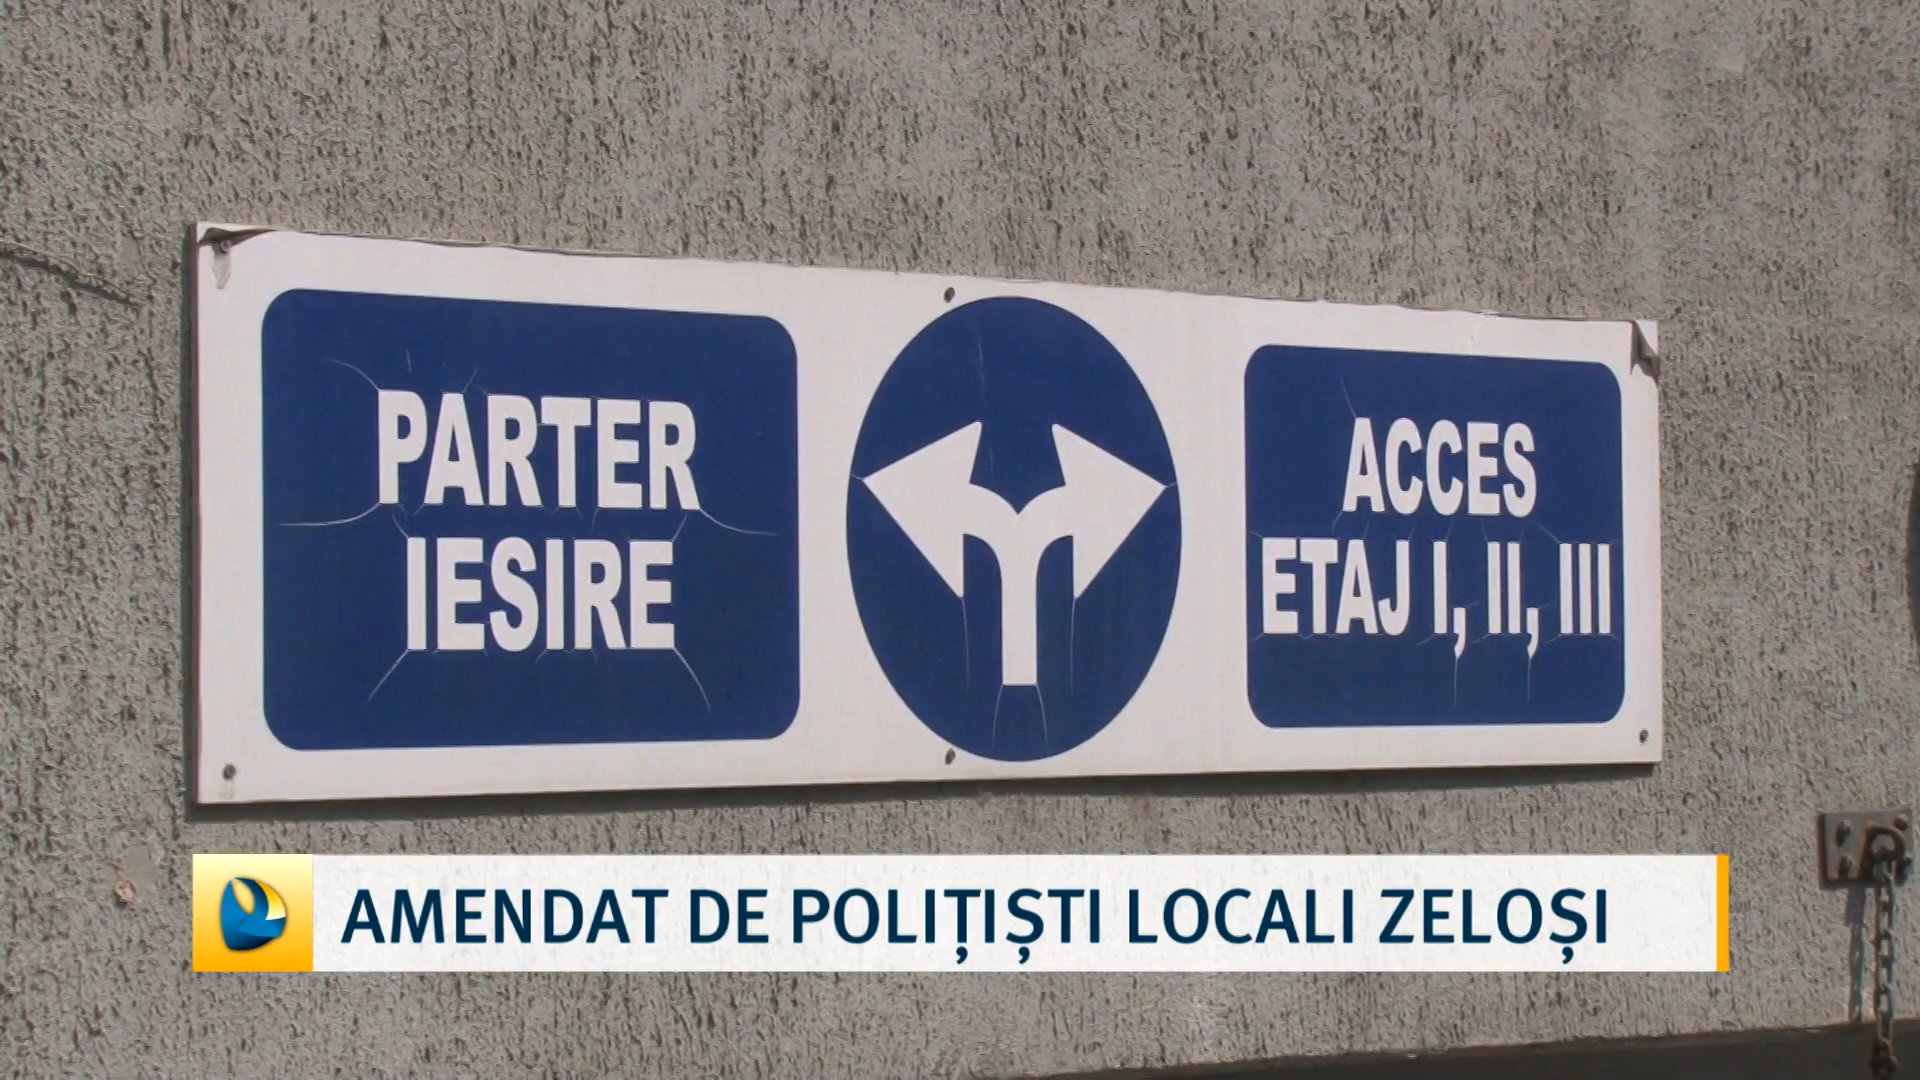 PARTER
IESIRE
ACCES
ETAJ I, II, III
AMENDAT DE POLIȚIȘTI LOCALI ZELOȘI